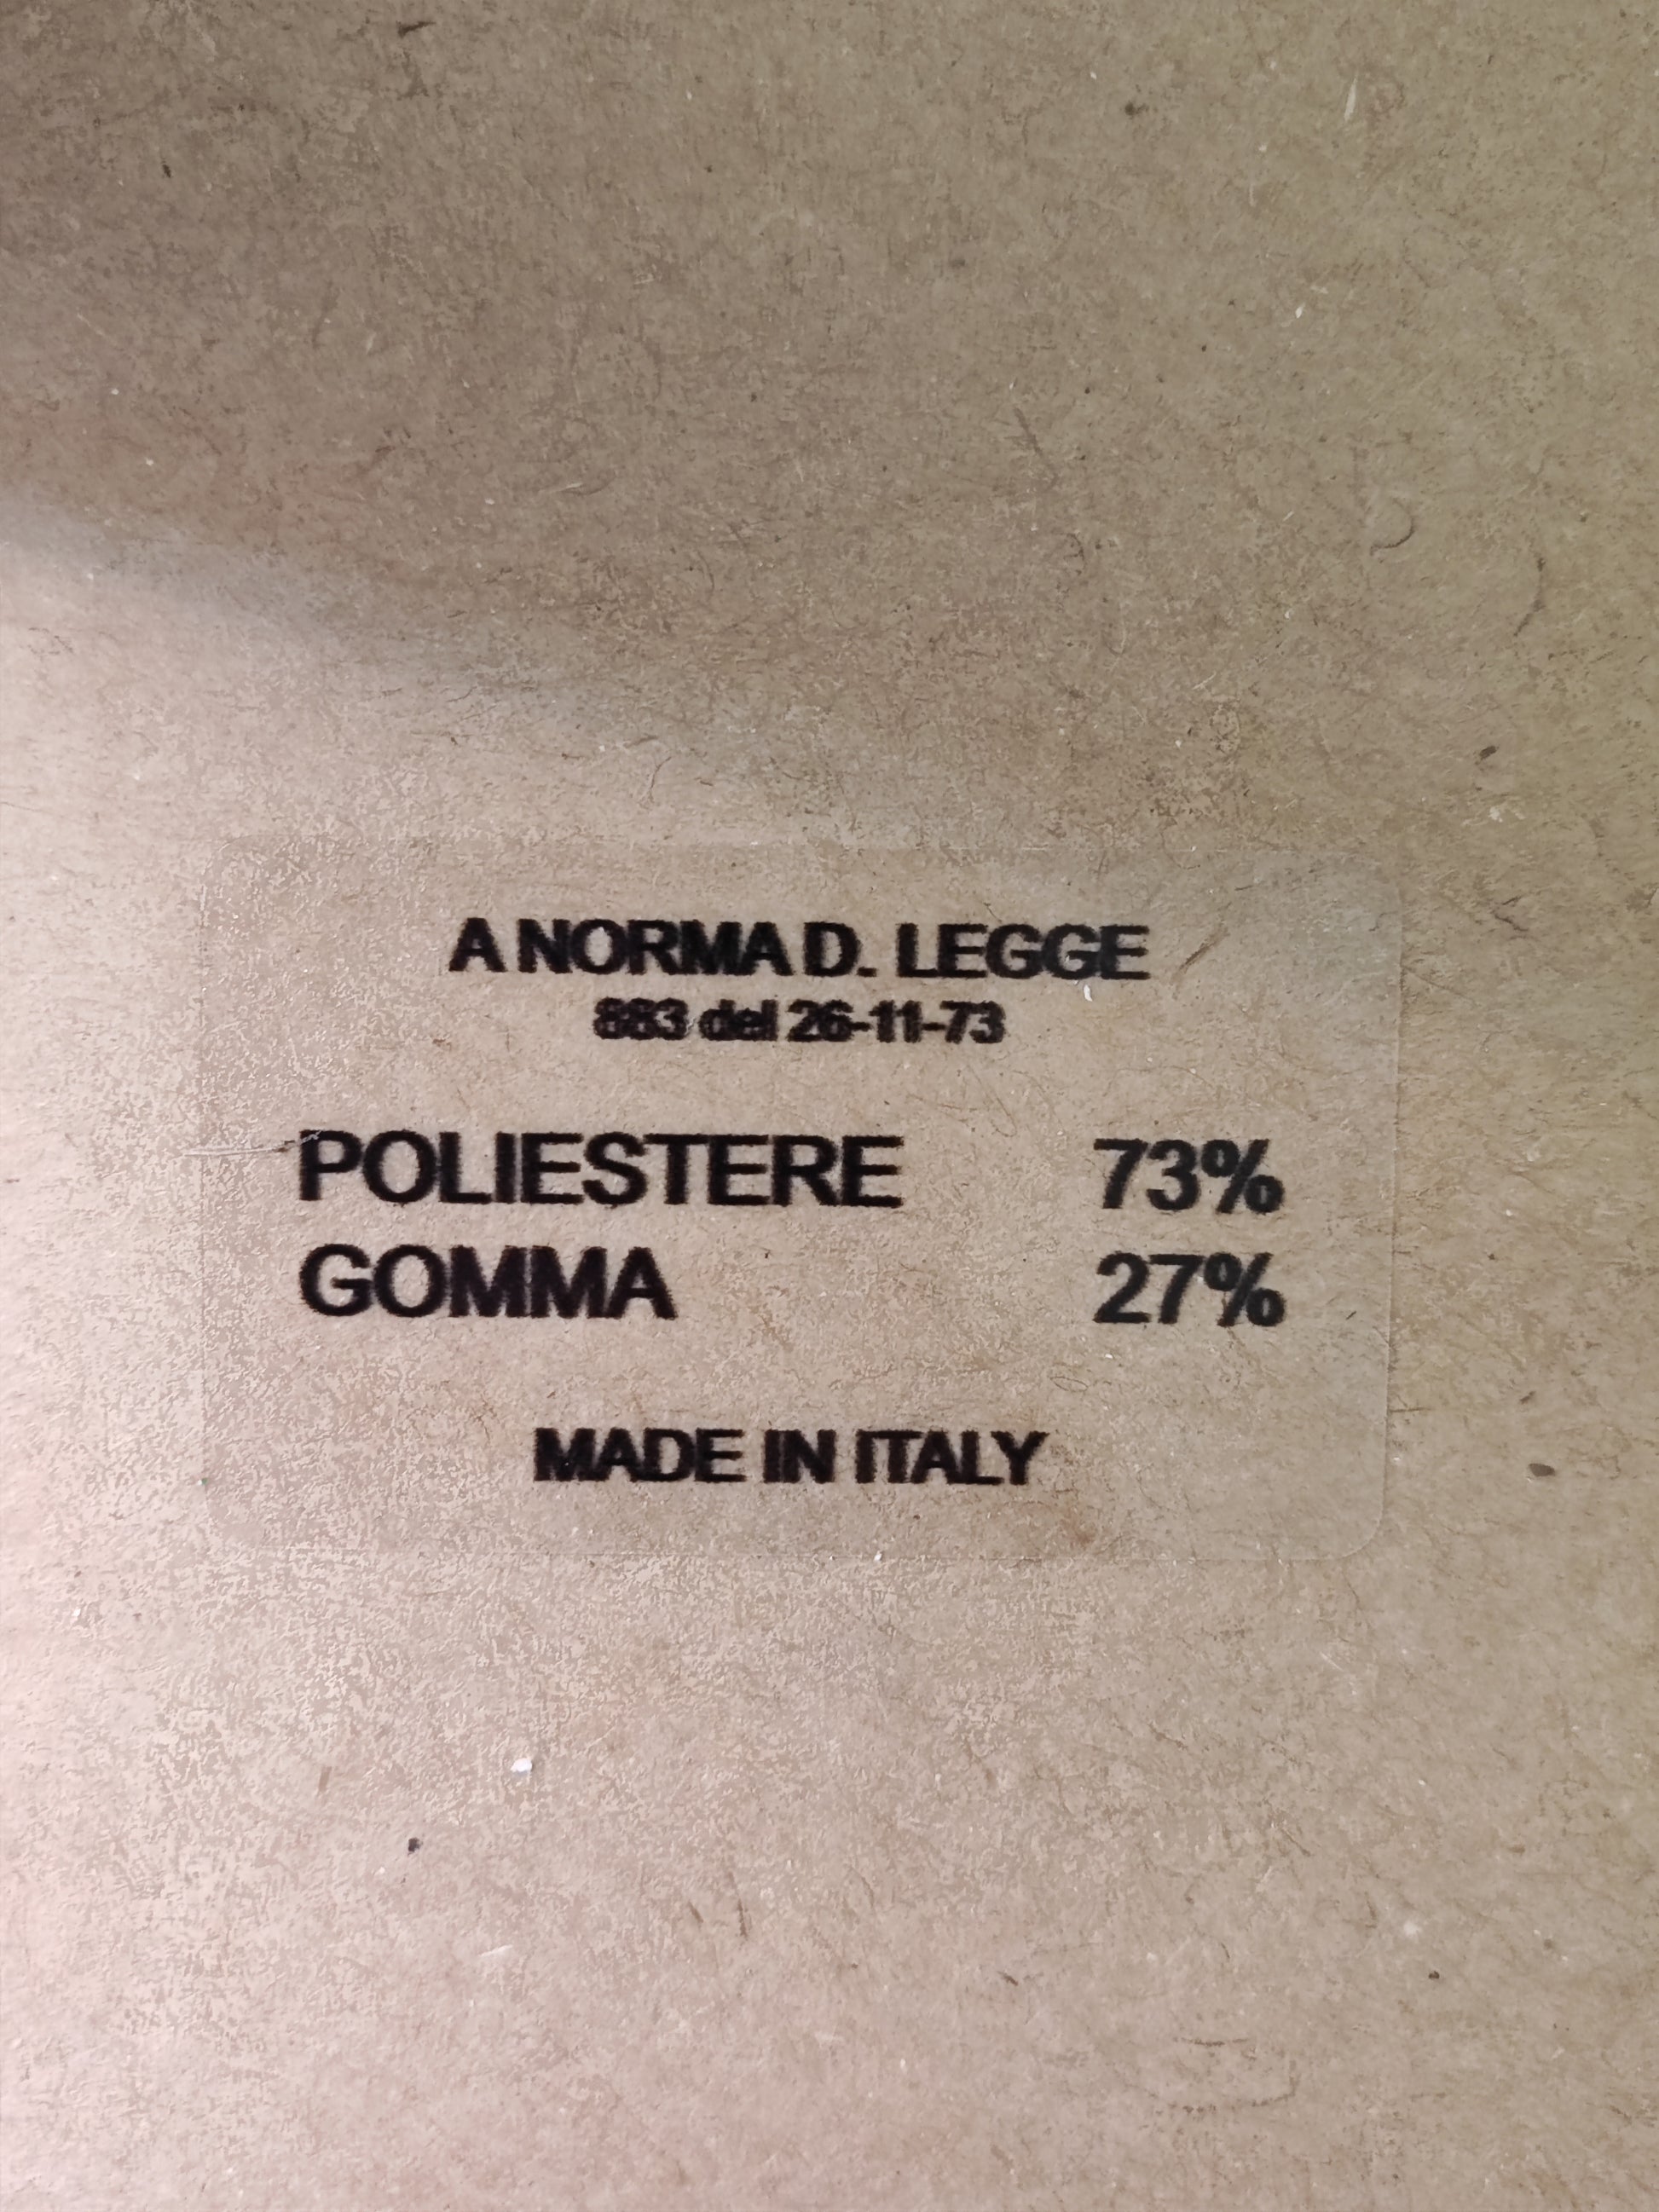 A NORMA D. LEGGE
883 del 26-11-73
POLIESTERE 73%
GOMMA 27%
MADE IN ITALY